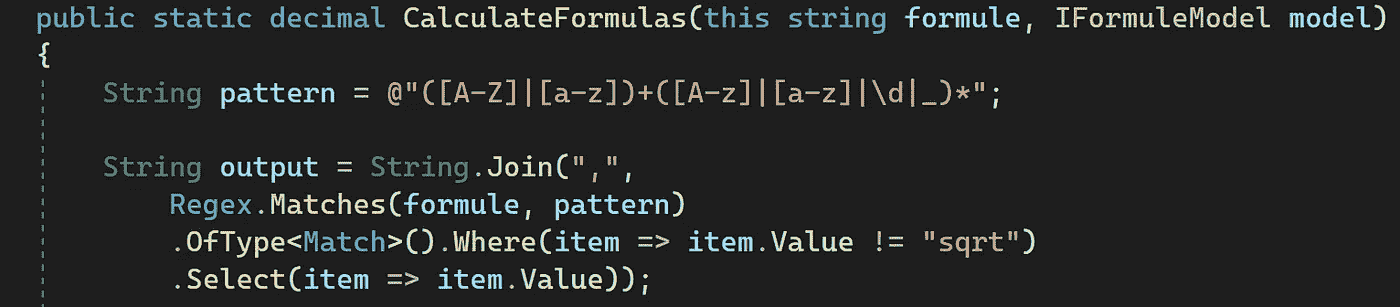 public static decimal CalculateFormulas(this string formule, IFormuleModel model)
{
String pattern = @"([A-Z]|[a-z])+([A-z]|[a-z]|\d|_)*";
String output = String.Join(",",
Regex.Matches(formule, pattern)
.OfType<Match>().Where(item => item.Value != "sqrt")
.Select(item => item.Value));